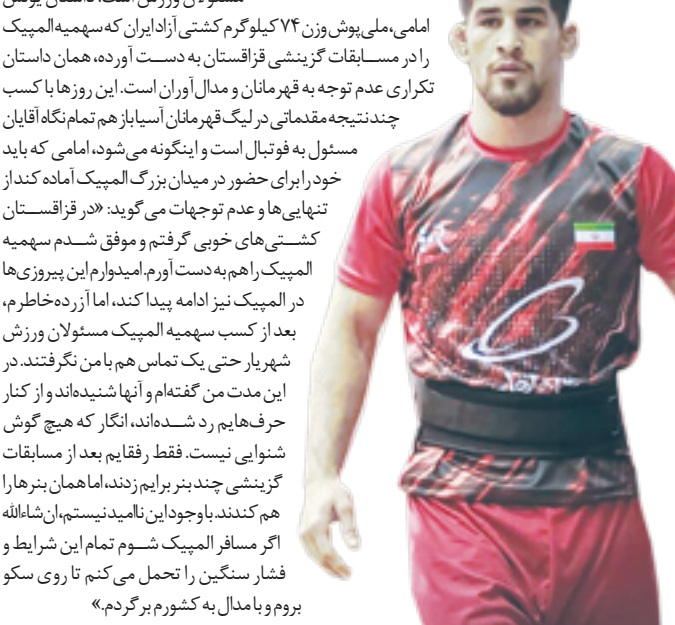 مسئولان ورزش است، داستان یونس
امامی، ملی‌پوش وزن ۷۴ کیلوگرم کشتی آزاد ایران که سهمیه المپیک
را در مسابقات گزینشی قزاقستان به دست آورده، همان داستان
تکراری عدم توجه به قهرمانان و مدال‌آوران است. این روزها با کسب
چند نتیجه مقدماتی در لیگ قهرمانان آسیا باز هم تمام نگاه آقایان
مسئول به فوتبال است و اینگونه می‌شود، امامی که باید
خود را برای حضور در میدان بزرگ المپیک آماده کند از
تنهایی‌ها و عدم توجهات می‌گوید: «در قزاقستان
کشتی‌های خوبی گرفتم و موفق شدم سهمیه
المپیک را هم به دست آورم. امیدوارم این پیروزی‌ها
در المپیک نیز ادامه پیدا کند، اما آزرده‌خاطرم،
بعد از کسب سهمیه المپیک مسئولان ورزش
شهریار حتی یک تماس هم با من نگرفتند. در
این مدت من گفته‌ام و آنها شنیده‌اند و از کنار
حرف‌هایم رد شده‌اند، انگار که هیچ گوش
شنوایی نیست. فقط رفقایم بعد از مسابقات
گزینشی چند بنر برایم زدند، اما همان بنرها را
هم کندند. با وجود این ناامید نیستم، ان‌شاءالله
اگر مسافر المپیک شوم تمام این شرایط و
فشار سنگین را تحمل می‌کنم تا روی سکو
بروم و با مدال به کشورم برگردم.»